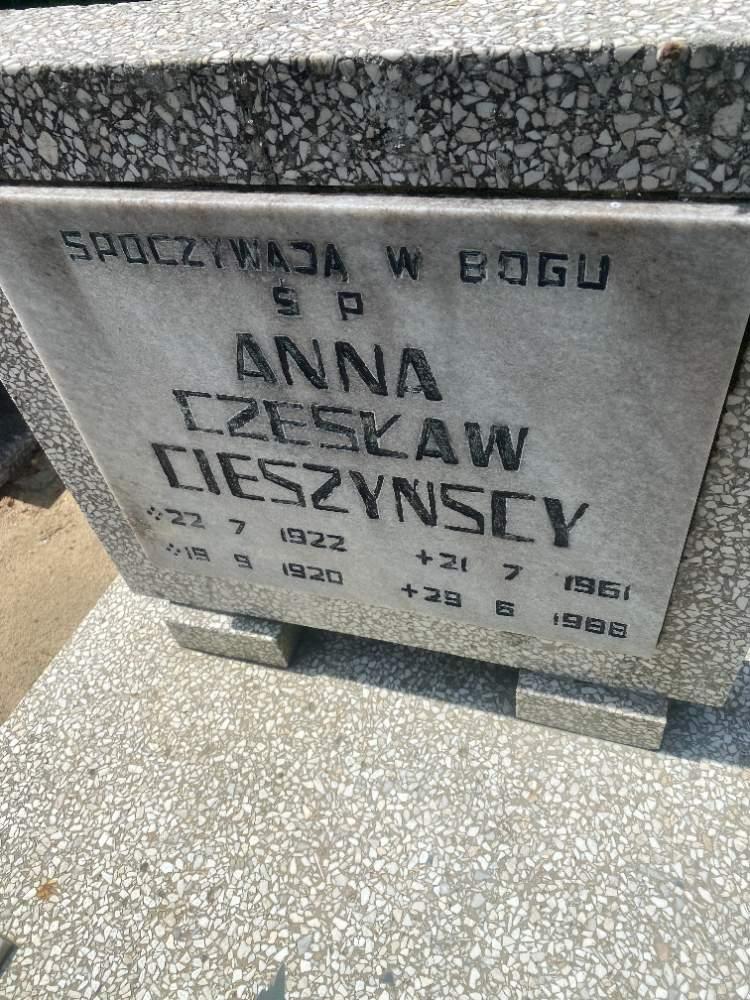 SPOCZYWAJĄ W BOGU
Ś P
ANNA
CZESŁAW
CIESZYŃSCY
22 7 1922 +21 7 1961
19 9 1920 +29 6 1988